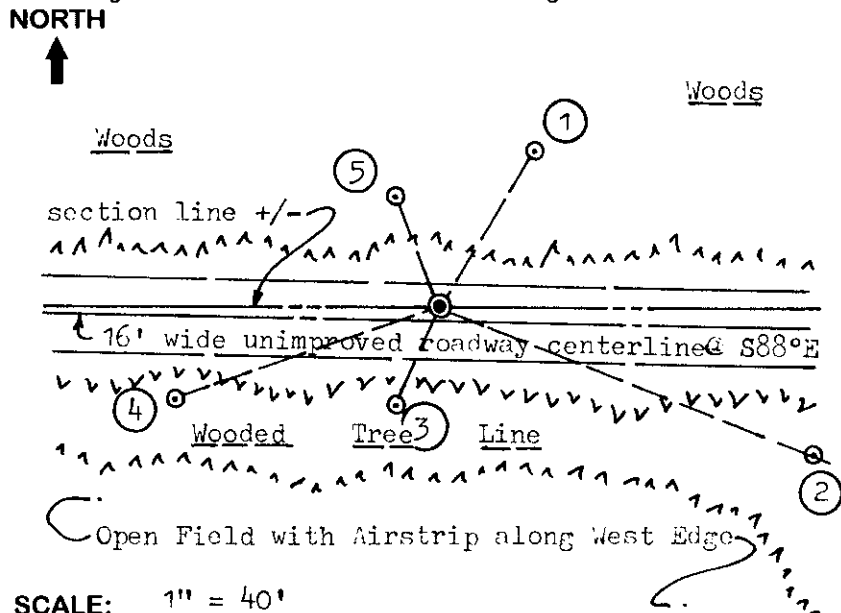 NORTH
Woods
Woods
1
5
section line +/-
16' wide unimproved roadway centerline@ S88°E
4
3
Wooded Tree Line
2
Open Field with Airstrip along West Edge
SCALE: 1" = 40'